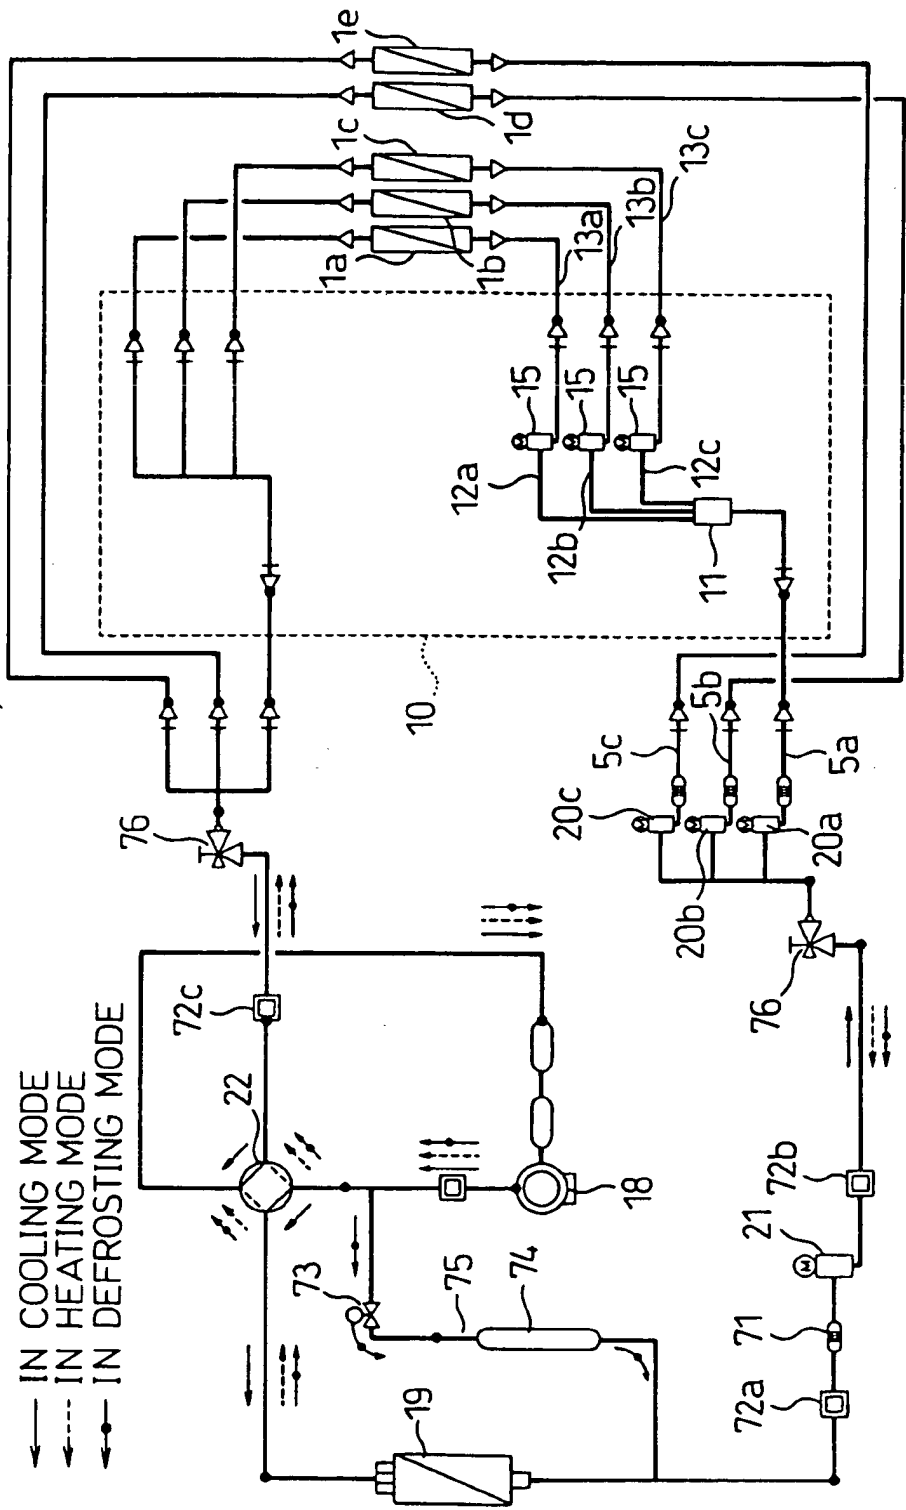 IN COOLING MODE
IN HEATING MODE
IN DEFROSTING MODE
22
72c
76
10
1a
1b
1c
1d
1e
13a
13b
13c
15
15
15
12a
12b
12c
11
73
75
74
18
19
5c
5b
5a
20c
20b
20a
76
72a
71
21
M
72b